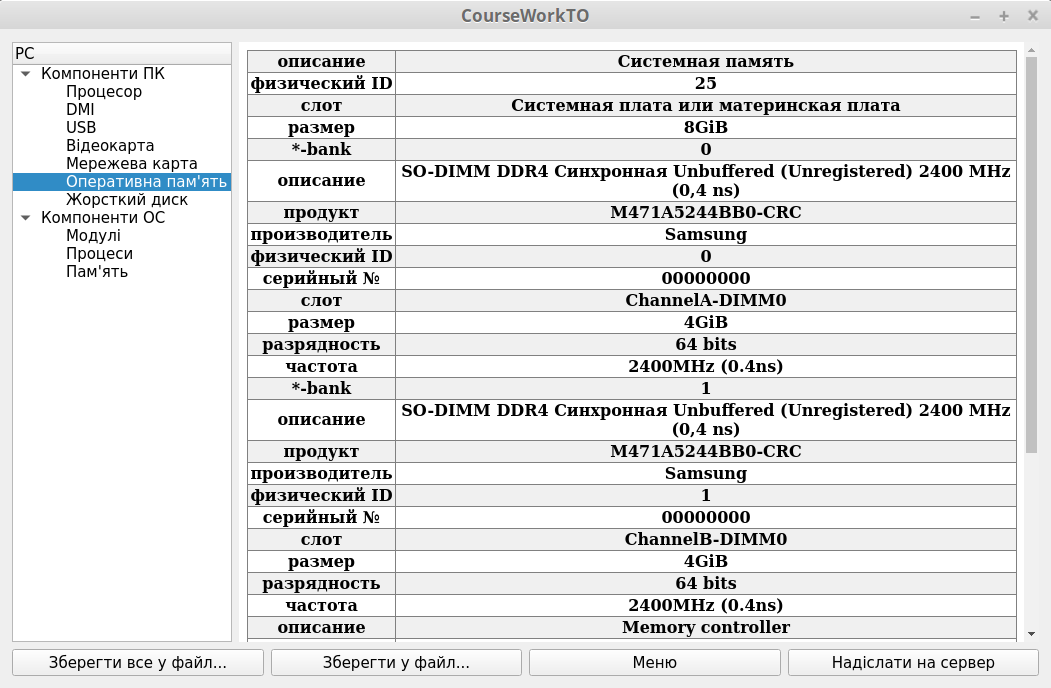 CourseWorkTO
PC
Компоненти ПК
Процесор
DMI
USB
Відеокарта
Мережева карта
Оперативна пам'ять
Жорсткий диск
Компоненти ОС
Модулі
Процеси
Пам'ять
описание Системная память
физический ID 25
слот Системная плата или материнская плата
размер 8GiB
*-bank 0
описание SO-DIMM DDR4 Синхронная Unbuffered (Unregistered) 2400 MHz
(0,4 ns)
продукт M471A5244BB0-CRC
производитель Samsung
физический ID 0
серийный № 00000000
слот ChannelA-DIMM0
размер 4GiB
разрядность 64 bits
частота 2400MHz (0.4ns)
*-bank 1
описание SO-DIMM DDR4 Синхронная Unbuffered (Unregistered) 2400 MHz
(0,4 ns)
продукт M471A5244BB0-CRC
производитель Samsung
физический ID 1
серийный № 00000000
слот ChannelB-DIMM0
размер 4GiB
разрядность 64 bits
частота 2400MHz (0.4ns)
описание Memory controller
Зберегти все у файл...
Зберегти у файл...
Меню
Надіслати на сервер